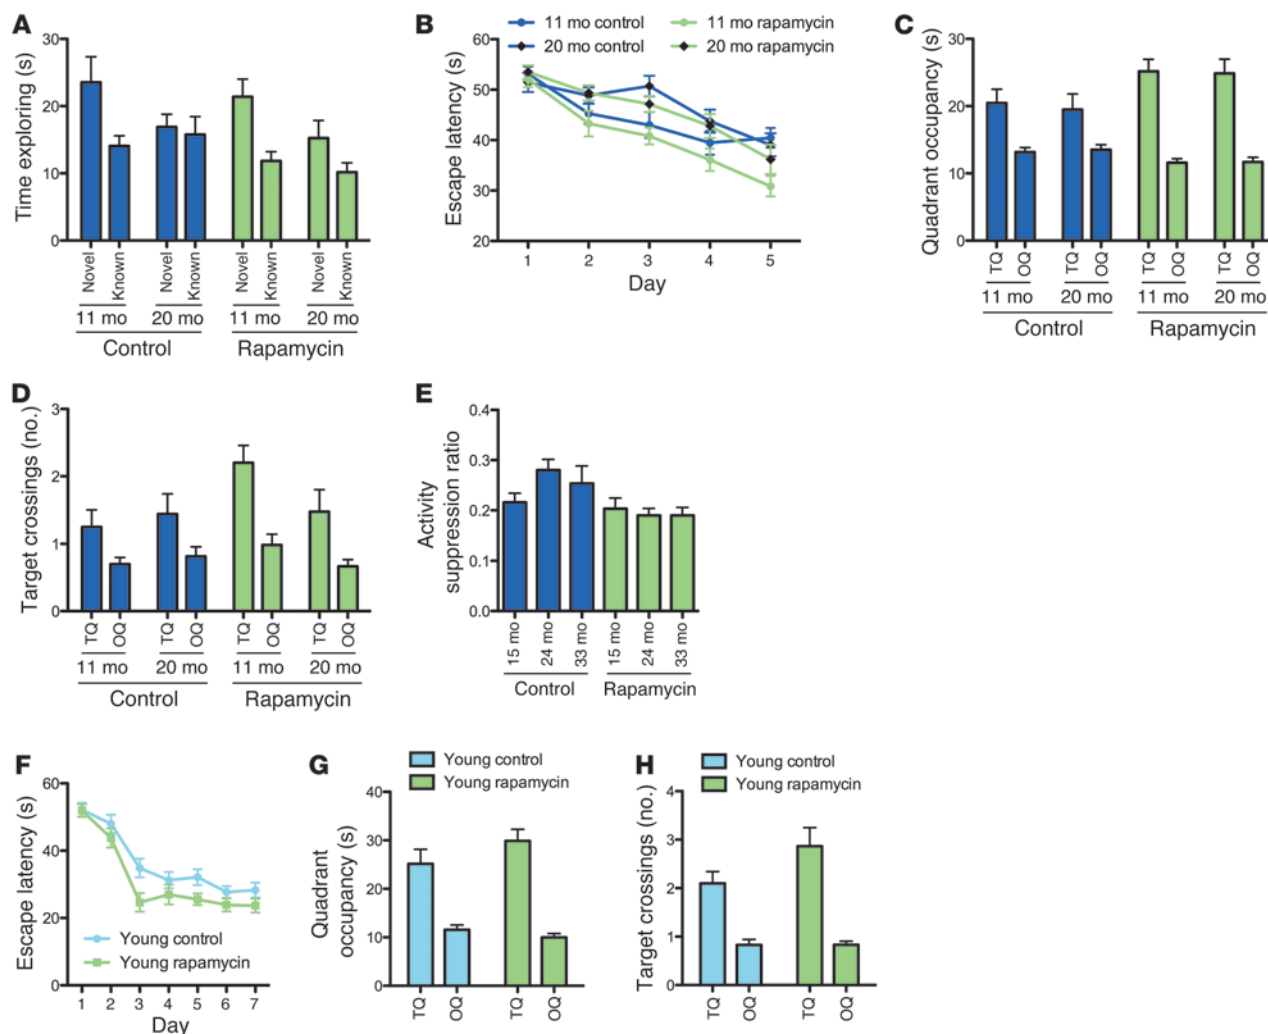 A
Time exploring (s)
30
20
10
0
Novel
Known
Novel
Known
Novel
Known
Novel
Known
11 mo
20 mo
11 mo
20 mo
Control
Rapamycin
B
11 mo control
11 mo rapamycin
20 mo control
20 mo rapamycin
Escape latency (s)
60
50
40
30
20
1 2 3 4 5
Day
C
Quadrant occupancy (s)
30
20
10
0
TQ
OQ
TQ
OQ
TQ
OQ
TQ
OQ
11 mo
20 mo
11 mo
20 mo
Control
Rapamycin
D
Target crossings (no.)
3
2
1
0
TQ
OQ
TQ
OQ
TQ
OQ
TQ
OQ
11 mo
20 mo
11 mo
20 mo
Control
Rapamycin
E
Activity
suppression ratio
0.4
0.3
0.2
0.1
0.0
15 mo
24 mo
33 mo
15 mo
24 mo
33 mo
Control
Rapamycin
F
Escape latency (s)
60
40
20
0
Young control
Young rapamycin
1 2 3 4 5 6 7
Day
G
Young control
Young rapamycin
Quadrant
occupancy (s)
40
30
20
10
0
TQ
OQ
TQ
OQ
H
Young control
Young rapamycin
Target crossings (no.)
4
3
2
1
0
TQ
OQ
TQ
OQ